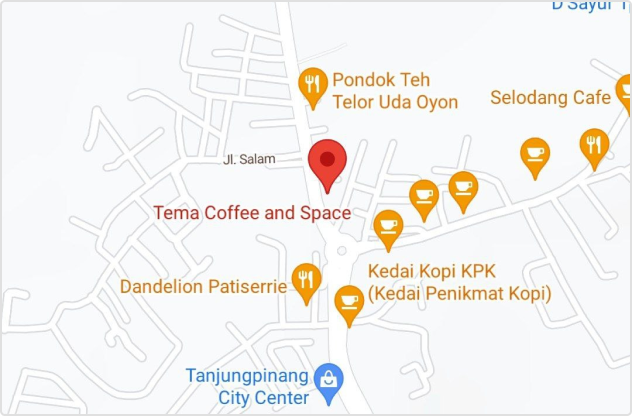 D'Sayur 1
Pondok Teh
Telor Uda Oyon
Selodang Cafe
Jl. Salam
Tema Coffee and Space
Kedai Kopi KPK
(Kedai Penikmat Kopi)
Dandelion Patiserrie
Tanjungpinang
City Center